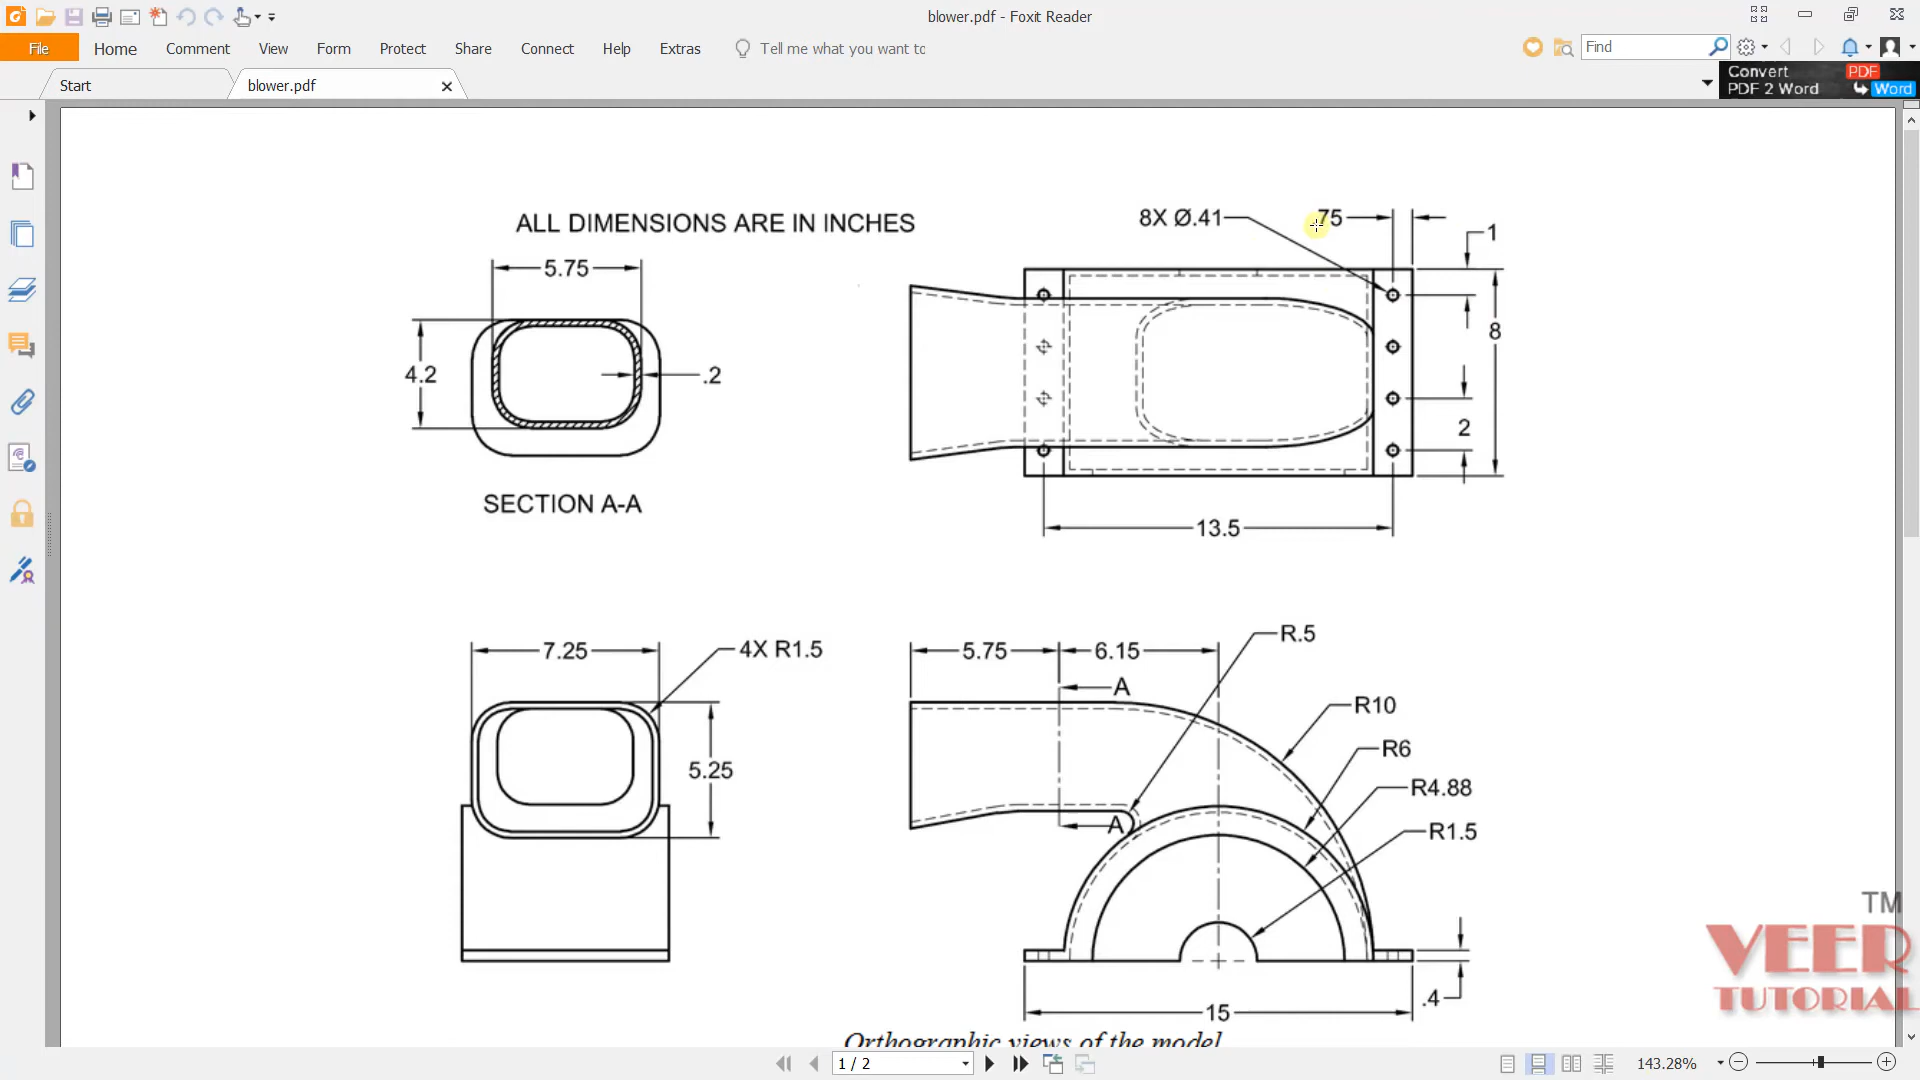 blower.pdf - Foxit Reader
File Home Comment View Form Protect Share Connect Help Extras Tell me what you want to
Find
Start blower.pdf
Convert PDF
PDF 2 Word Word
ALL DIMENSIONS ARE IN INCHES
8X Ø.41
75
1
5.75
4.2
.2
8
2
SECTION A-A
13.5
7.25
4X R1.5
5.25
5.75
6.15
R.5
A
R10
R6
R4.88
R1.5
A
.4
15
Orthographic views of the model
TM
VEER
TUTORIAL
1 / 2
143.28%